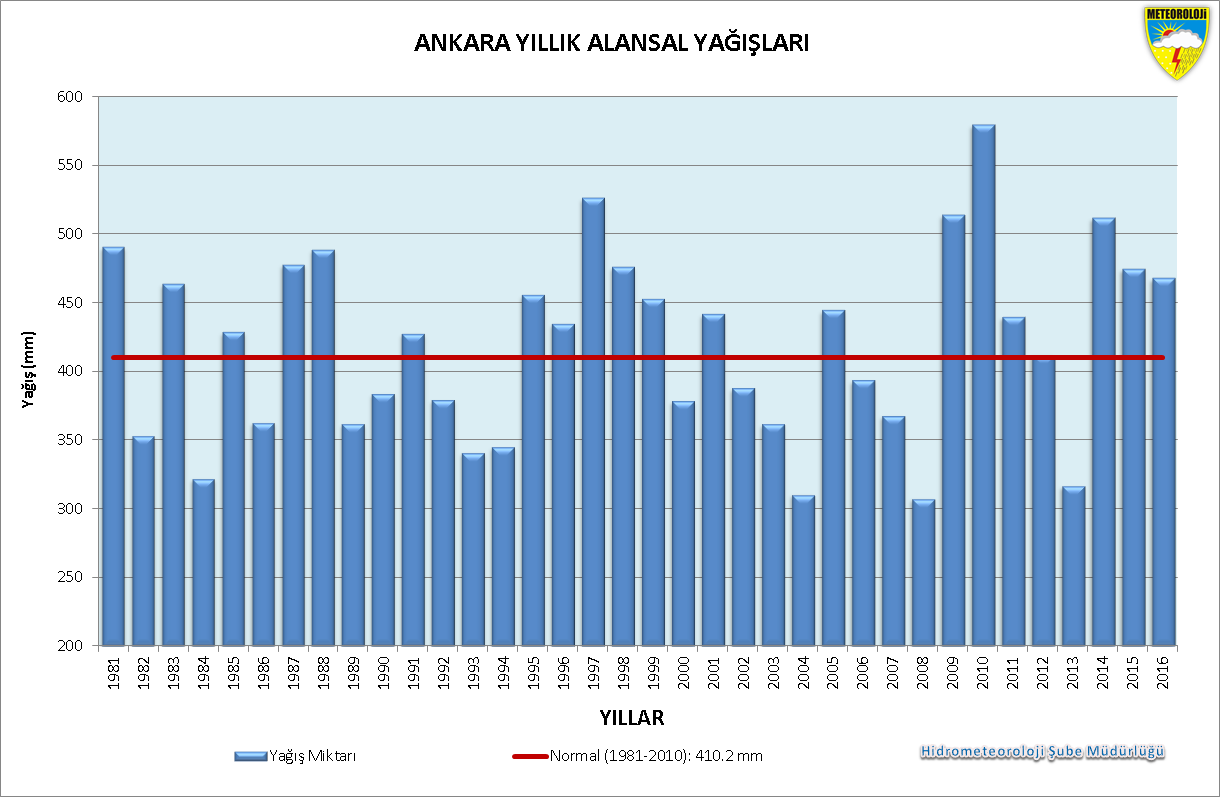 METEOROLOJİ
ANKARA YILLIK ALANSAL YAĞIŞLARI
600
550
500
450
400
350
300
250
200
Yağış (mm)
1981 1982 1983 1984 1985 1986 1987 1988 1989 1990 1991 1992 1993 1994 1995 1996 1997 1998 1999 2000 2001 2002 2003 2004 2005 2006 2007 2008 2009 2010 2011 2012 2013 2014 2015 2016
YILLAR
Yağış Miktarı Normal (1981-2010): 410.2 mm
Hidrometeoroloji Şube Müdürlüğü